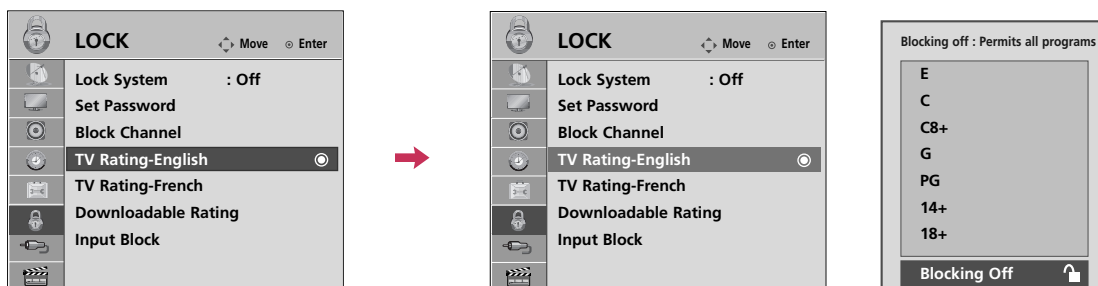 LOCK
Move Enter
Lock System : Off
Set Password
Block Channel
TV Rating-English
TV Rating-French
Downloadable Rating
Input Block
LOCK
Move Enter
Lock System : Off
Set Password
Block Channel
TV Rating-English
TV Rating-French
Downloadable Rating
Input Block
Blocking off : Permits all programs
E
C
C8+
G
PG
14+
18+
Blocking Off